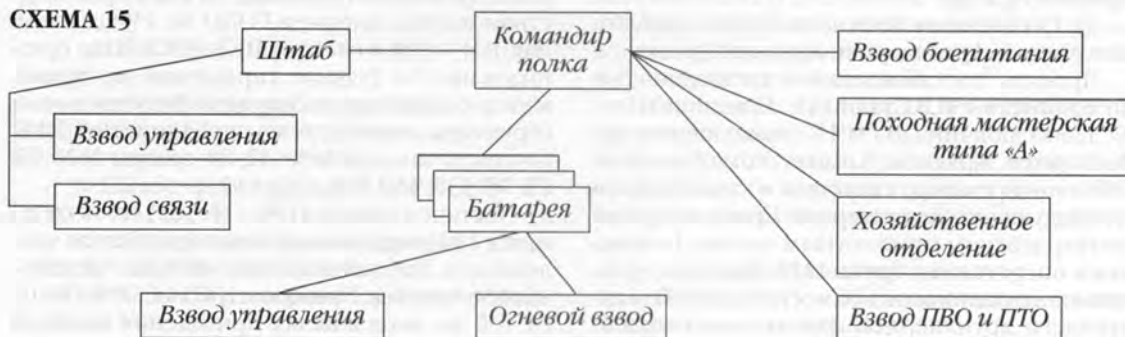 СХЕМА 15
Штаб
Командир
полка
Взвод боепитания
Взвод управления
Походная мастерская
типа «А»
Взвод связи
Батарея
Хозяйственное
отделение
Взвод управления
Огневой взвод
Взвод ПВО и ПТО